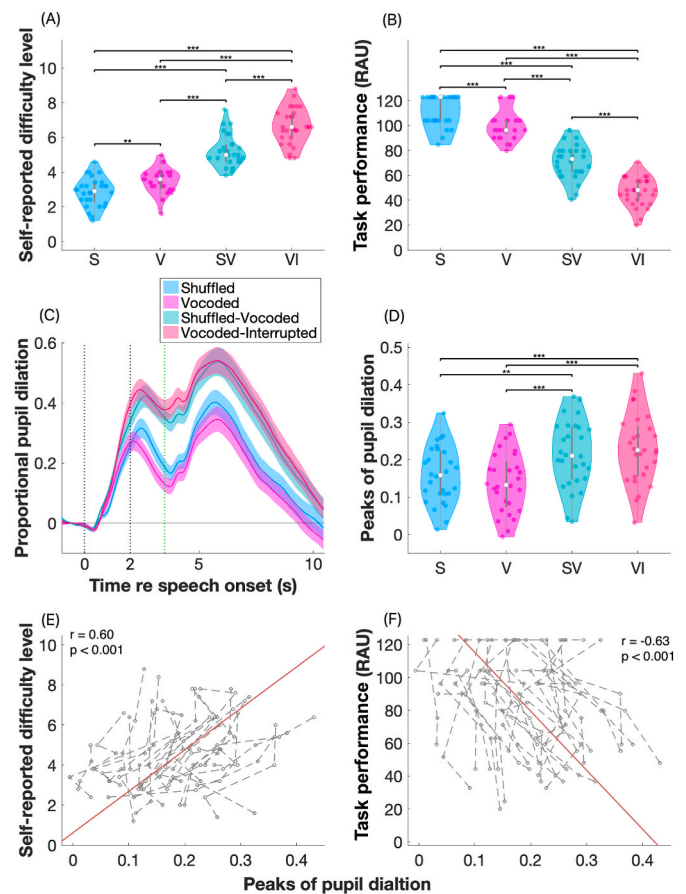 (A)
(B)
Self-reported difficulty level
10
8
6
4
2
0
***
***
***
***
***
**
S
V
SV
VI
Task performance (RAU)
120
100
80
60
40
20
0
***
***
***
***
***
***
S
V
SV
VI
Shuffled
Vocoded
Shuffled-Vocoded
Vocoded-Interrupted
(C)
(D)
Proportional pupil dilation
0.6
0.4
0.2
0
0
2
5
10
Time re speech onset (s)
Peaks of pupil dilation
0.5
0.4
0.3
0.2
0.1
0
***
***
**
***
S
V
SV
VI
(E)
(F)
Self-reported difficulty level
10
8
6
4
2
0
r = 0.60
p < 0.001
0
0.1
0.2
0.3
0.4
Task performance (RAU)
120
100
80
60
40
20
0
r = -0.63
p < 0.001
0
0.1
0.2
0.3
0.4
Peaks of pupil dialtion